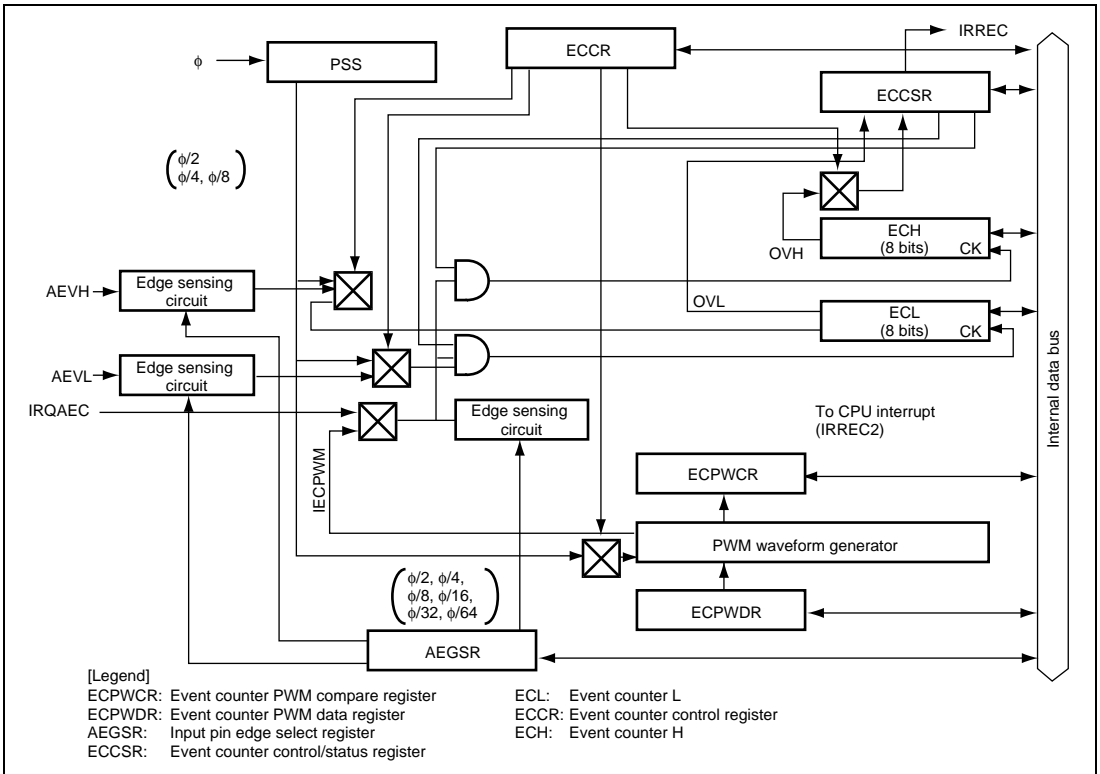 IRREC
ECCR
ϕ
PSS
ECCSR
ϕ/2
ϕ/4, ϕ/8
ECH
(8 bits)
CK
OVH
AEVH
Edge sensing
circuit
OVL
ECL
(8 bits)
CK
AEVL
Edge sensing
circuit
IRQAEC
Edge sensing
circuit
To CPU interrupt
(IRREC2)
Internal data bus
IECPWM
ECPWCR
PWM waveform generator
ϕ/2, ϕ/4,
ϕ/8, ϕ/16,
ϕ/32, ϕ/64
ECPWDR
AEGSR
[Legend]
ECPWCR: Event counter PWM compare register
ECPWDR: Event counter PWM data register
AEGSR: Input pin edge select register
ECCSR: Event counter control/status register
ECL: Event counter L
ECCR: Event counter control register
ECH: Event counter H